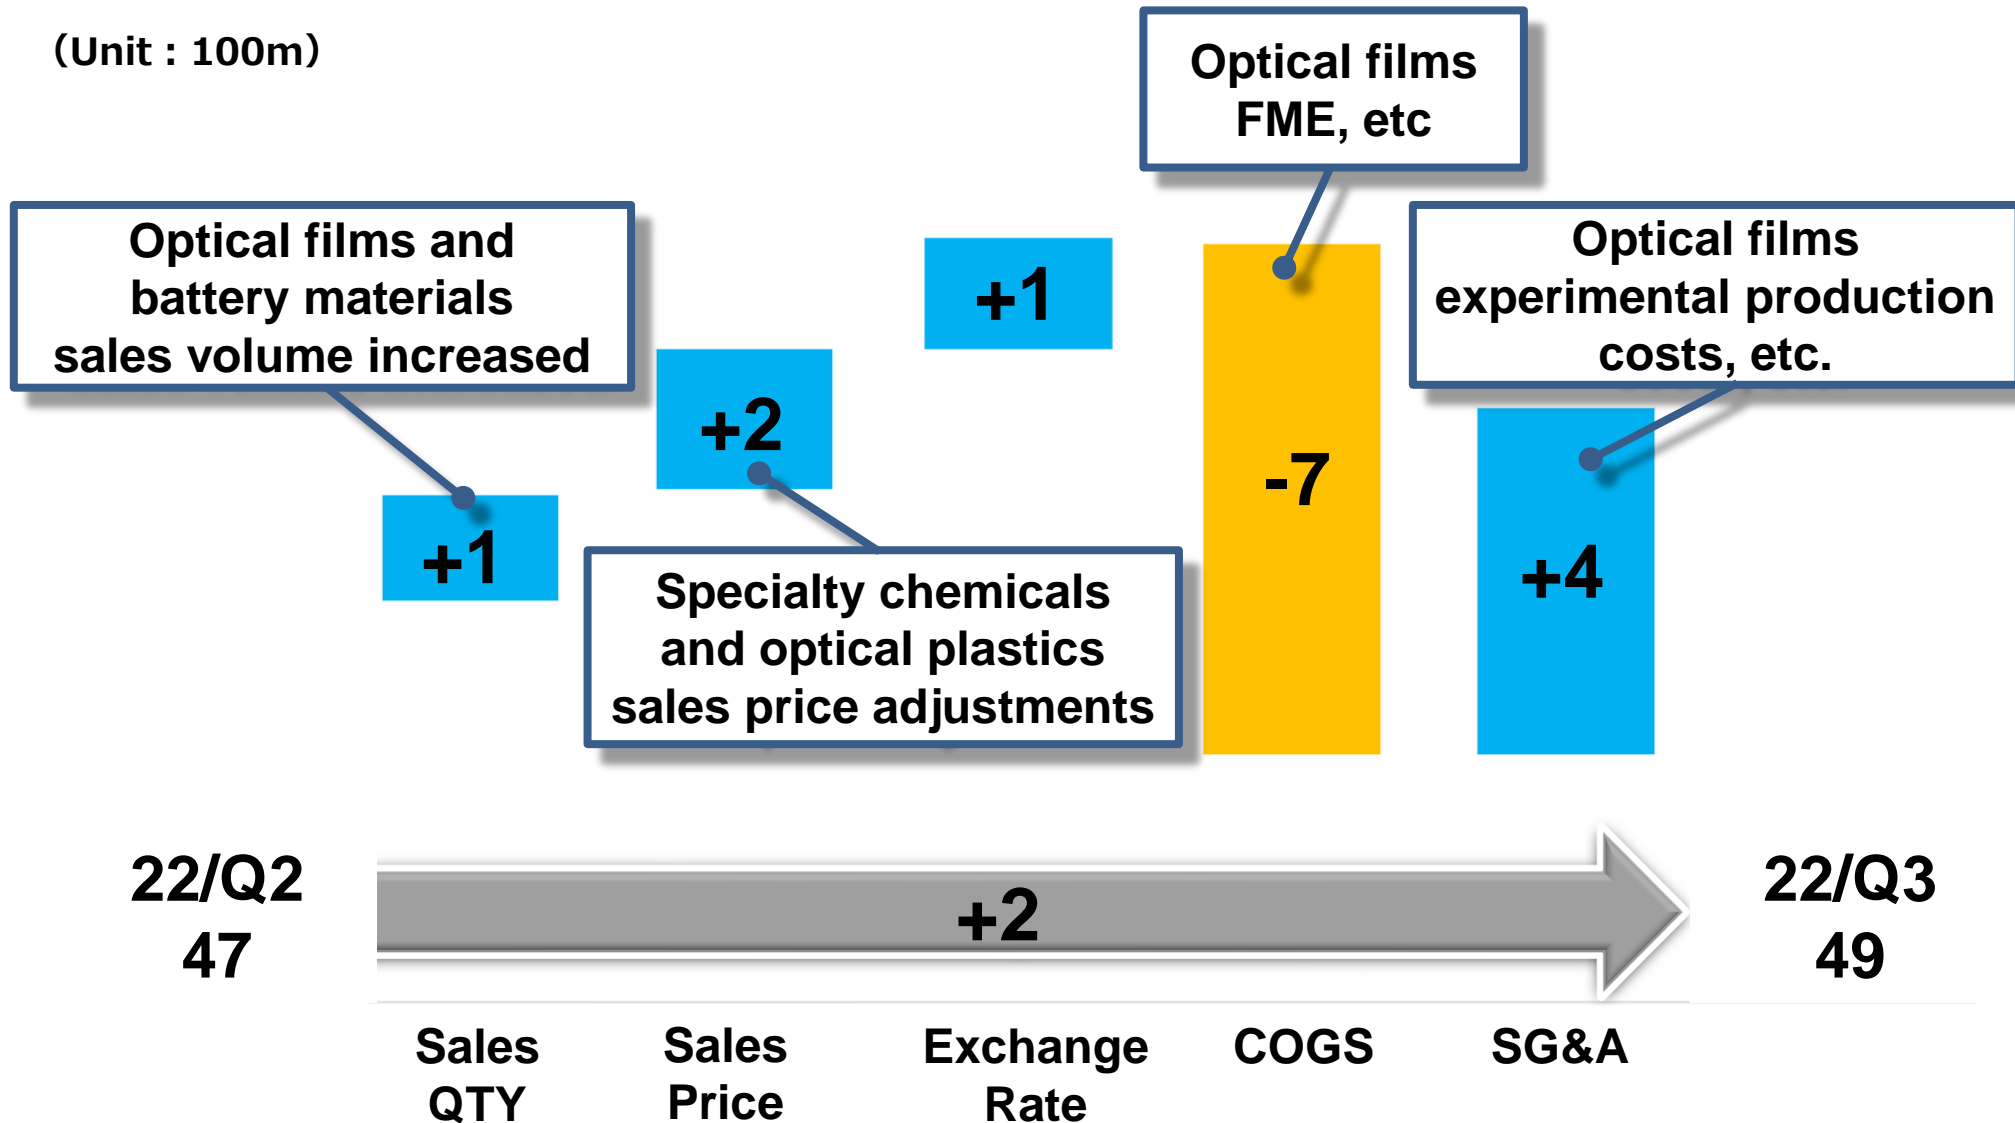 （Unit : 100m）
Optical films
FME, etc
Optical films and
battery materials
sales volume increased
Optical films
experimental production
costs, etc.
+1
+2
+1
-7
+4
Specialty chemicals
and optical plastics
sales price adjustments
22/Q2
47
+2
22/Q3
49
Sales
QTY
Sales
Price
Exchange
Rate
COGS
SG&A